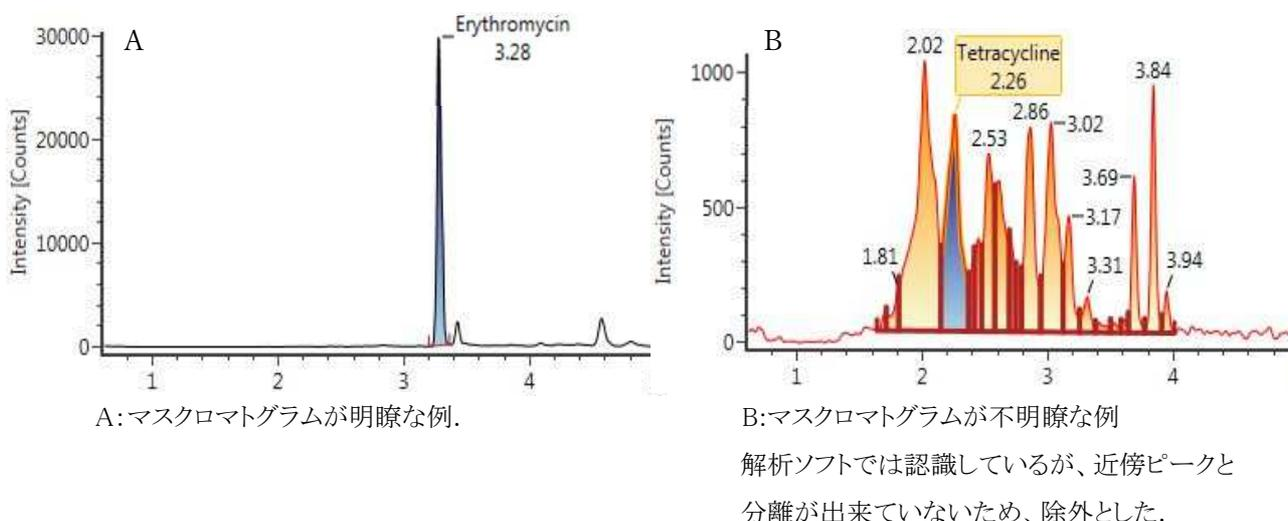 A
Erythromycin
3.28
30000
20000
10000
0
Intensity [Counts]
1 2 3 4
B
Tetracycline
2.26
2.02
2.53
2.86
3.02
3.17
3.31
3.69
3.84
3.94
1.81
1000
500
0
Intensity [Counts]
1 2 3 4
A:マスクロマトグラムが明瞭な例.
B:マスクロマトグラムが不明瞭な例
解析ソフトでは認識しているが、近傍ピークと
分離が出来ていないため、除外とした.